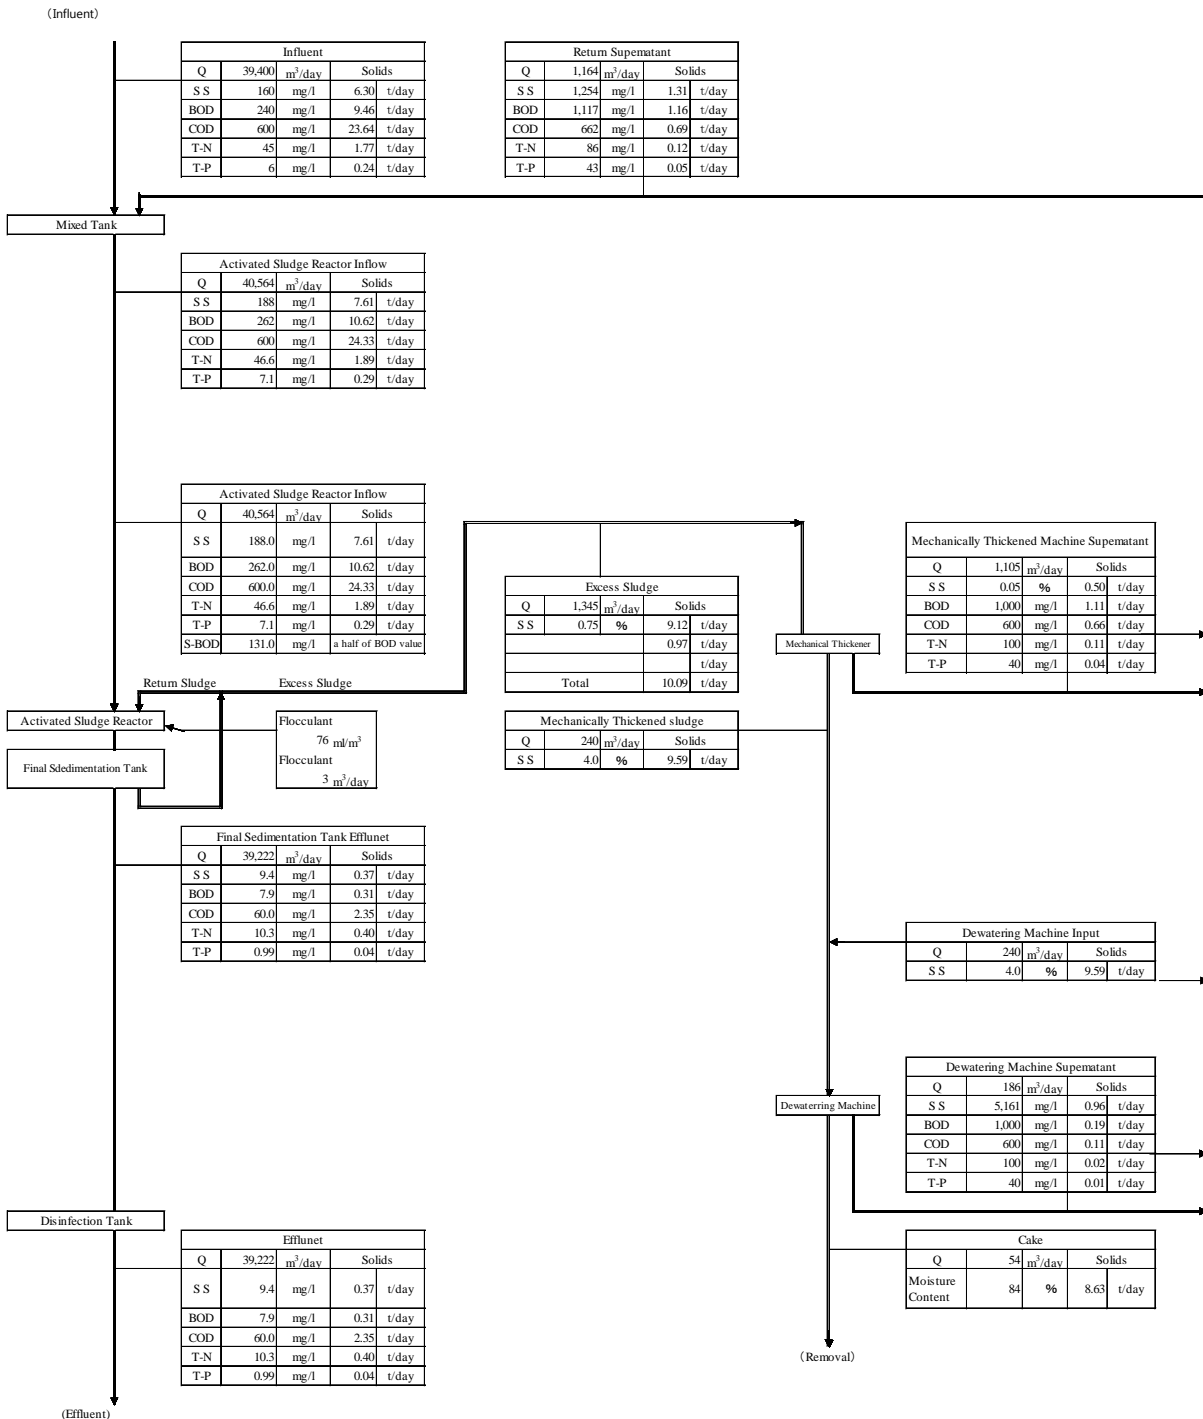 (Influent)
Influent
Q 39,400 m³/day Solids
S S 160 mg/l 6.30 t/day
BOD 240 mg/l 9.46 t/day
COD 600 mg/l 23.64 t/day
T-N 45 mg/l 1.77 t/day
T-P 6 mg/l 0.24 t/day
Return Supernatant
Q 1,164 m³/day Solids
S S 1,254 mg/l 1.31 t/day
BOD 1,117 mg/l 1.16 t/day
COD 662 mg/l 0.69 t/day
T-N 86 mg/l 0.12 t/day
T-P 43 mg/l 0.05 t/day
Mixed Tank
Activated Sludge Reactor Inflow
Q 40,564 m³/day Solids
S S 188 mg/l 7.61 t/day
BOD 262 mg/l 10.62 t/day
COD 600 mg/l 24.33 t/day
T-N 46.6 mg/l 1.89 t/day
T-P 7.1 mg/l 0.29 t/day
Activated Sludge Reactor Inflow
Q 40,564 m³/day Solids
S S 188.0 mg/l 7.61 t/day
BOD 262.0 mg/l 10.62 t/day
COD 600.0 mg/l 24.33 t/day
T-N 46.6 mg/l 1.89 t/day
T-P 7.1 mg/l 0.29 t/day
S-BOD 131.0 mg/l a half of BOD value
Excess Sludge
Q 1,345 m³/day Solids
S S 0.75 % 9.12 t/day
0.97 t/day
t/day
Total 10.09 t/day
Mechanical Thickener
Mechanically Thickened Machine Supernatant
Q 1,105 m³/day Solids
S S 0.05 % 0.50 t/day
BOD 1,000 mg/l 1.11 t/day
COD 600 mg/l 0.66 t/day
T-N 100 mg/l 0.11 t/day
T-P 40 mg/l 0.04 t/day
Return Sludge Excess Sludge
Activated Sludge Reactor
Final Sdedimentation Tank
Flocculant
76 ml/m³
Flocculant
3 m³/day
Mechanically Thickened sludge
Q 240 m³/day Solids
S S 4.0 % 9.59 t/day
Final Sedimentation Tank Efflunet
Q 39,222 m³/day Solids
S S 9.4 mg/l 0.37 t/day
BOD 7.9 mg/l 0.31 t/day
COD 60.0 mg/l 2.35 t/day
T-N 10.3 mg/l 0.40 t/day
T-P 0.99 mg/l 0.04 t/day
Dewatering Machine Input
Q 240 m³/day Solids
S S 4.0 % 9.59 t/day
Dewaterring Machine
Dewatering Machine Supernatant
Q 186 m³/day Solids
S S 5,161 mg/l 0.96 t/day
BOD 1,000 mg/l 0.19 t/day
COD 600 mg/l 0.11 t/day
T-N 100 mg/l 0.02 t/day
T-P 40 mg/l 0.01 t/day
Disinfection Tank
Efflunet
Q 39,222 m³/day Solids
S S 9.4 mg/l 0.37 t/day
BOD 7.9 mg/l 0.31 t/day
COD 60.0 mg/l 2.35 t/day
T-N 10.3 mg/l 0.40 t/day
T-P 0.99 mg/l 0.04 t/day
Cake
Q 54 m³/day Solids
Moisture
Content 84 % 8.63 t/day
(Removal)
(Effluent)